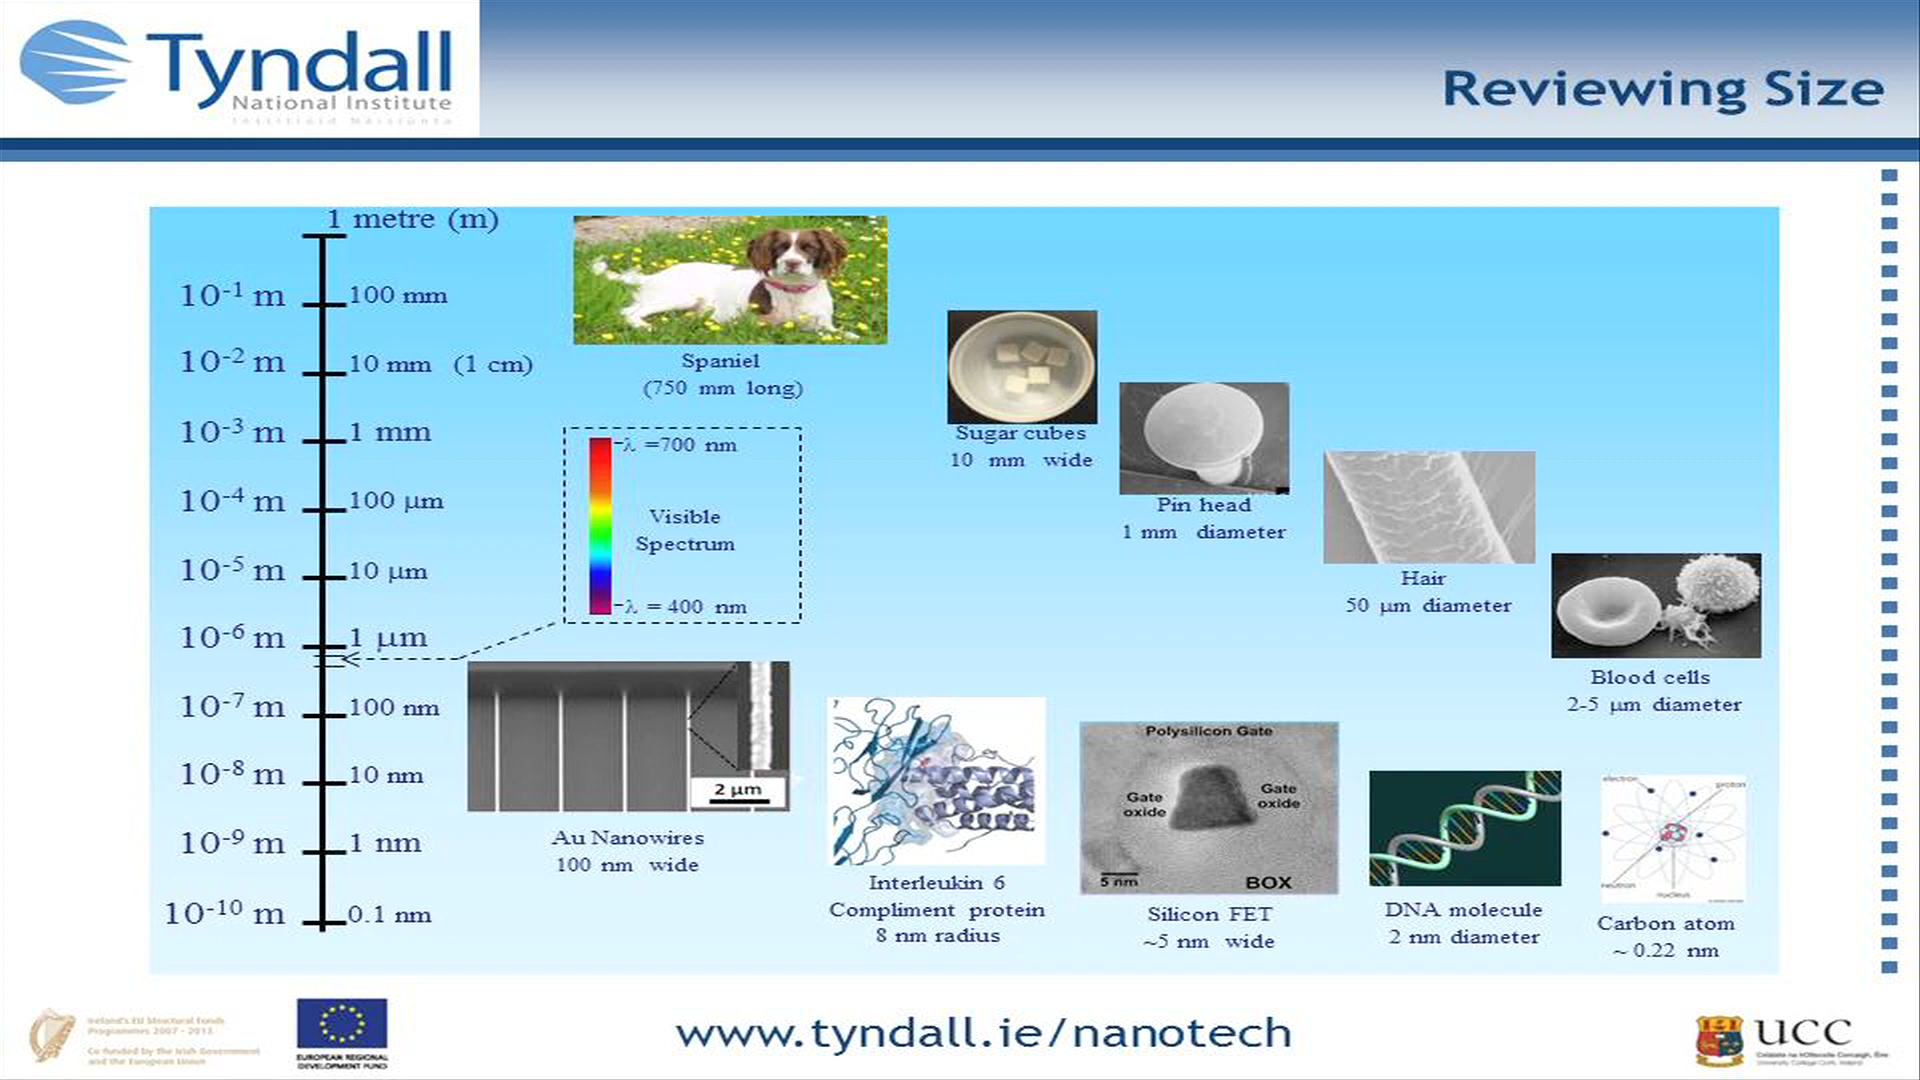 Tyndall
National Institute
Reviewing Size
1 metre (m)
10-1 m
100 mm
10-2 m
10 mm (1 cm)
10-3 m
1 mm
10-4 m
100 µm
10-5 m
10 µm
10-6 m
1 µm
10-7 m
100 nm
10-8 m
10 nm
10-9 m
1 nm
10-10 m
0.1 nm
Spaniel
(750 mm long)
λ =700 nm
Visible
Spectrum
λ = 400 nm
Sugar cubes
10 mm wide
Pin head
1 mm diameter
Hair
50 µm diameter
Blood cells
2-5 µm diameter
2 µm
Au Nanowires
100 nm wide
Interleukin 6
Compliment protein
8 nm radius
Polysilicon Gate
Gate
oxide
Gate
oxide
5 nm
BOX
Silicon FET
~5 nm wide
DNA molecule
2 nm diameter
electron
proton
neutron
nucleus
Carbon atom
~ 0.22 nm
Ireland's EU Structural Funds
Programmes 2007 - 2013
Co-funded by the Irish Government
and the European Union
EUROPEAN REGIONAL
DEVELOPMENT FUND
www.tyndall.ie/nanotech
UCC